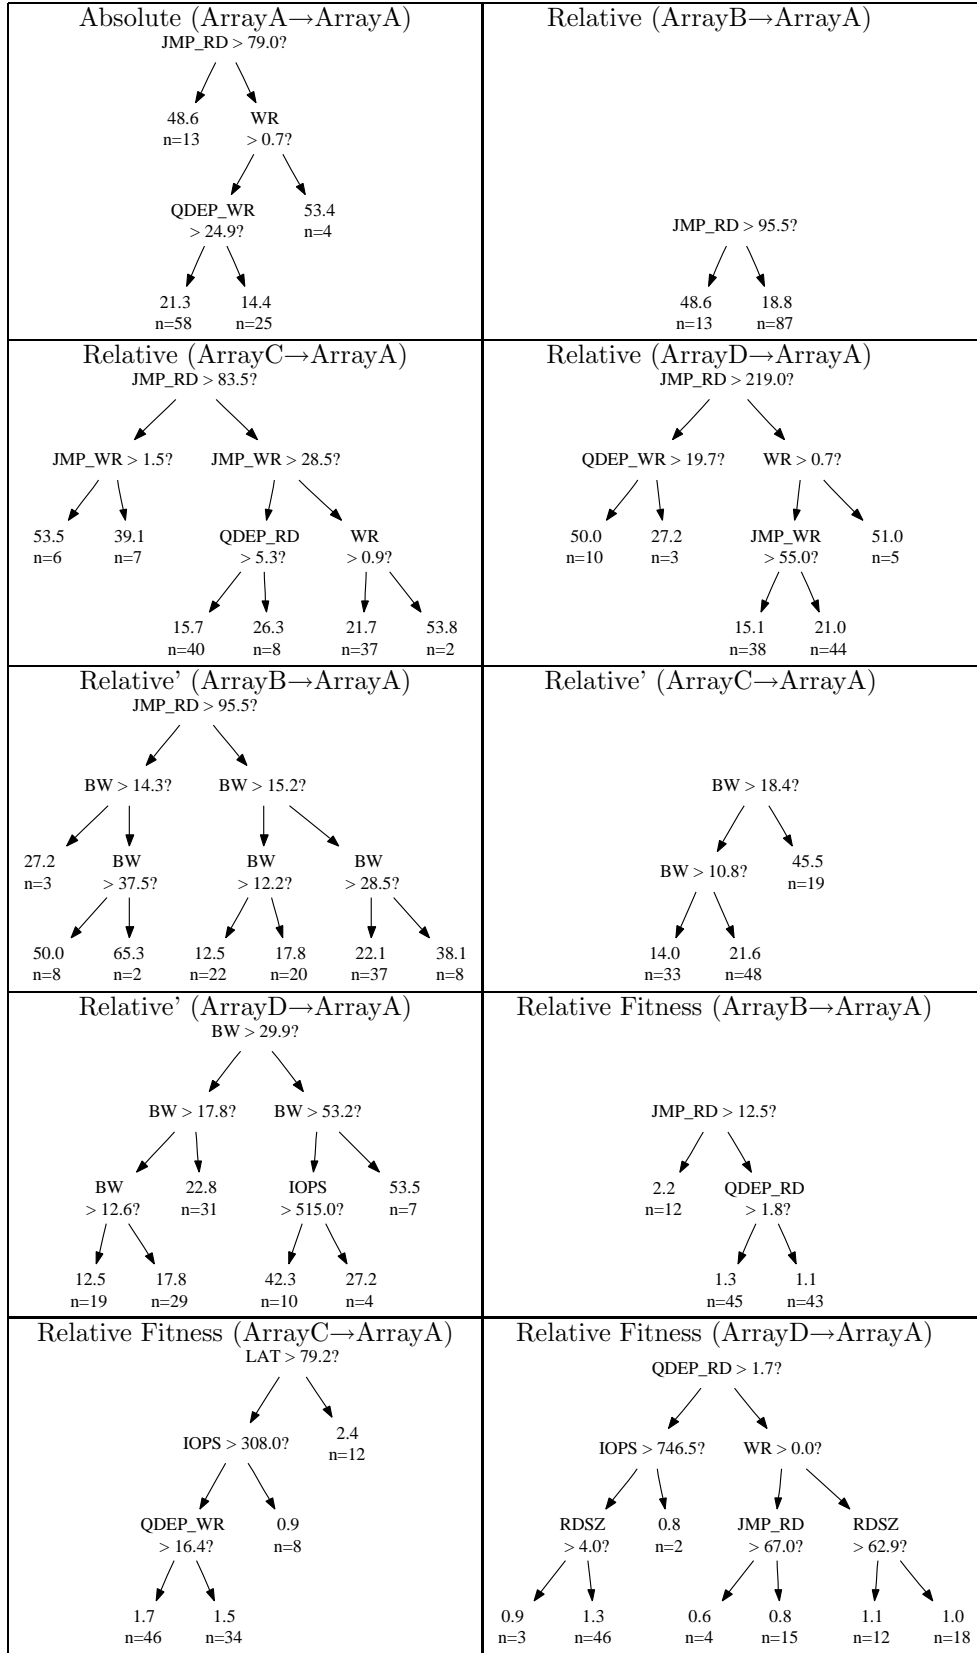 Absolute (ArrayA→ArrayA)
JMP_RD > 79.0?
48.6
n=13
WR
> 0.7?
QDEP_WR
> 24.9?
53.4
n=4
21.3
n=58
14.4
n=25
Relative (ArrayB→ArrayA)
JMP_RD > 95.5?
48.6
n=13
18.8
n=87
Relative (ArrayC→ArrayA)
JMP_RD > 83.5?
JMP_WR > 1.5?
JMP_WR > 28.5?
53.5
n=6
39.1
n=7
QDEP_RD
> 5.3?
WR
> 0.9?
15.7
n=40
26.3
n=8
21.7
n=37
53.8
n=2
Relative (ArrayD→ArrayA)
JMP_RD > 219.0?
QDEP_WR > 19.7?
WR > 0.7?
50.0
n=10
27.2
n=3
JMP_WR
> 55.0?
51.0
n=5
15.1
n=38
21.0
n=44
Relative’ (ArrayB→ArrayA)
JMP_RD > 95.5?
BW > 14.3?
BW > 15.2?
27.2
n=3
BW
> 37.5?
BW
> 12.2?
BW
> 28.5?
50.0
n=8
65.3
n=2
12.5
n=22
17.8
n=20
22.1
n=37
38.1
n=8
Relative’ (ArrayC→ArrayA)
BW > 18.4?
BW > 10.8?
45.5
n=19
14.0
n=33
21.6
n=48
Relative’ (ArrayD→ArrayA)
BW > 29.9?
BW > 17.8?
BW > 53.2?
BW
> 12.6?
22.8
n=31
IOPS
> 515.0?
53.5
n=7
12.5
n=19
17.8
n=29
42.3
n=10
27.2
n=4
Relative Fitness (ArrayB→ArrayA)
JMP_RD > 12.5?
2.2
n=12
QDEP_RD
> 1.8?
1.3
n=45
1.1
n=43
Relative Fitness (ArrayC→ArrayA)
LAT > 79.2?
IOPS > 308.0?
2.4
n=12
QDEP_WR
> 16.4?
0.9
n=8
1.7
n=46
1.5
n=34
Relative Fitness (ArrayD→ArrayA)
QDEP_RD > 1.7?
IOPS > 746.5?
WR > 0.0?
RDSZ
> 4.0?
0.8
n=2
JMP_RD
> 67.0?
RDSZ
> 62.9?
0.9
n=3
1.3
n=46
0.6
n=4
0.8
n=15
1.1
n=12
1.0
n=18